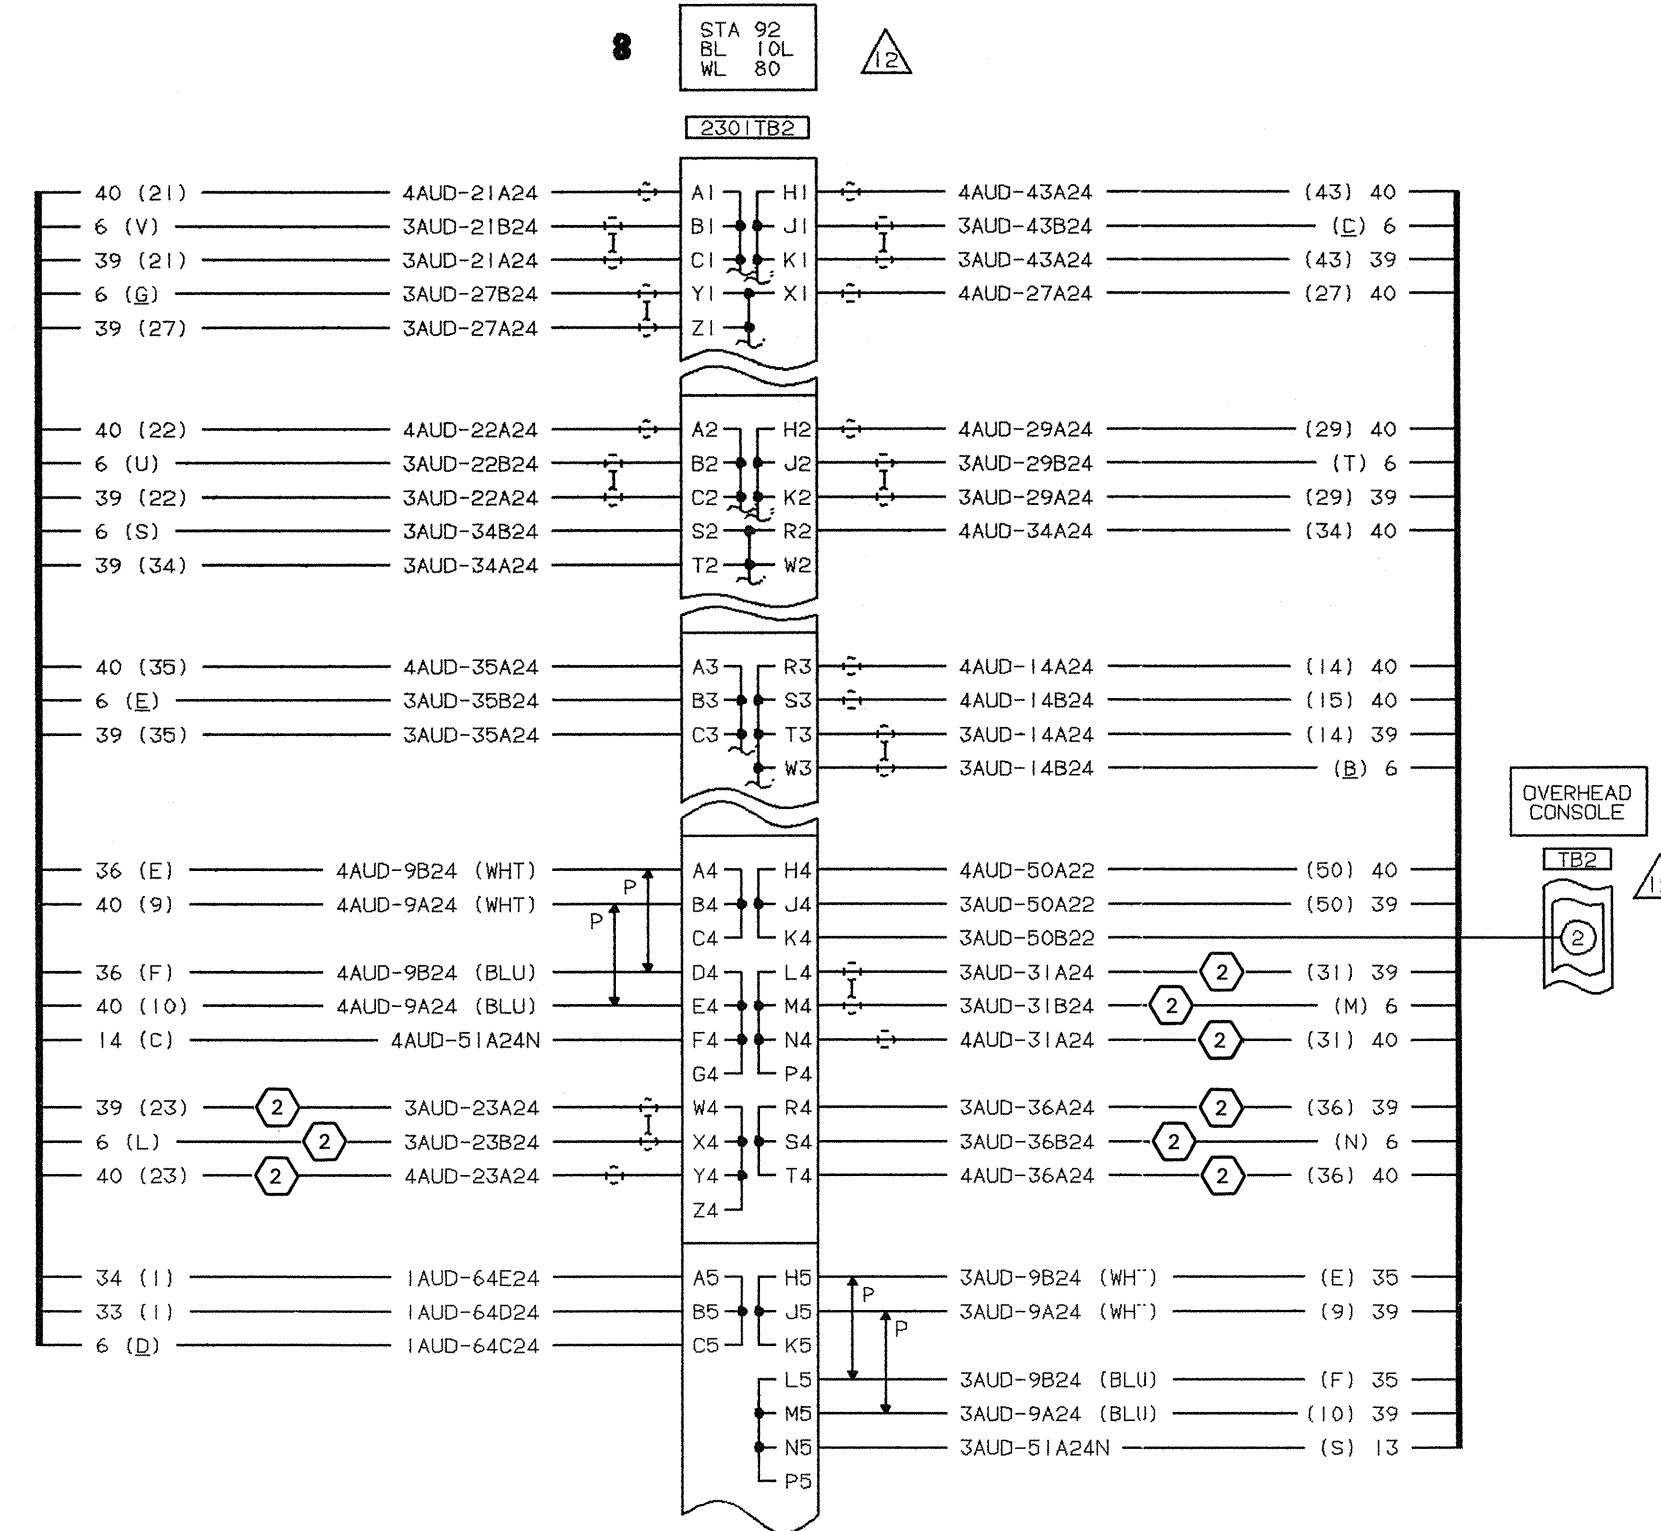 8
STA 92
BL 10L
WL 80
12
2301TB2
40 (21) 4AUD-21A24 A1 H1 4AUD-43A24 (43) 40
6 (V) 3AUD-21B24 B1 J1 3AUD-43B24 (C) 6
39 (21) 3AUD-21A24 C1 K1 3AUD-43A24 (43) 39
6 (G) 3AUD-27B24 Y1 X1 4AUD-27A24 (27) 40
39 (27) 3AUD-27A24 Z1
40 (22) 4AUD-22A24 A2 H2 4AUD-29A24 (29) 40
6 (U) 3AUD-22B24 B2 J2 3AUD-29B24 (T) 6
39 (22) 3AUD-22A24 C2 K2 3AUD-29A24 (29) 39
6 (S) 3AUD-34B24 S2 R2 4AUD-34A24 (34) 40
39 (34) 3AUD-34A24 T2 W2
40 (35) 4AUD-35A24 A3 R3 4AUD-14A24 (14) 40
6 (E) 3AUD-35B24 B3 S3 4AUD-14B24 (15) 40
39 (35) 3AUD-35A24 C3 T3 3AUD-14A24 (14) 39
W3 3AUD-14B24 (B) 6
OVERHEAD
CONSOLE
TB2
36 (E) 4AUD-9B24 (WHT) A4 H4 4AUD-50A22 (50) 40
P
40 (9) 4AUD-9A24 (WHT) B4 J4 3AUD-50A22 (50) 39
P
C4 K4 3AUD-50B22 2
36 (F) 4AUD-9B24 (BLU) D4 L4 3AUD-31A24 2 (31) 39
40 (10) 4AUD-9A24 (BLU) E4 M4 3AUD-31B24 2 (M) 6
14 (C) 4AUD-51A24N F4 N4 4AUD-31A24 2 (31) 40
G4 P4
39 (23) 2 3AUD-23A24 W4 R4 3AUD-36A24 2 (36) 39
6 (L) 2 3AUD-23B24 X4 S4 3AUD-36B24 2 (N) 6
40 (23) 2 4AUD-23A24 Y4 T4 4AUD-36A24 2 (36) 40
Z4
34 (1) 1AUD-64E24 A5 H5 3AUD-9B24 (E) 35
P
33 (1) 1AUD-64D24 B5 J5 3AUD-9A24 (9) 39
P
6 (D) 1AUD-64C24 C5 K5
L5 3AUD-9B24 (BLU) (F) 35
M5 3AUD-9A24 (BLU) (10) 39
N5 3AUD-51A24N (S) 13
P5